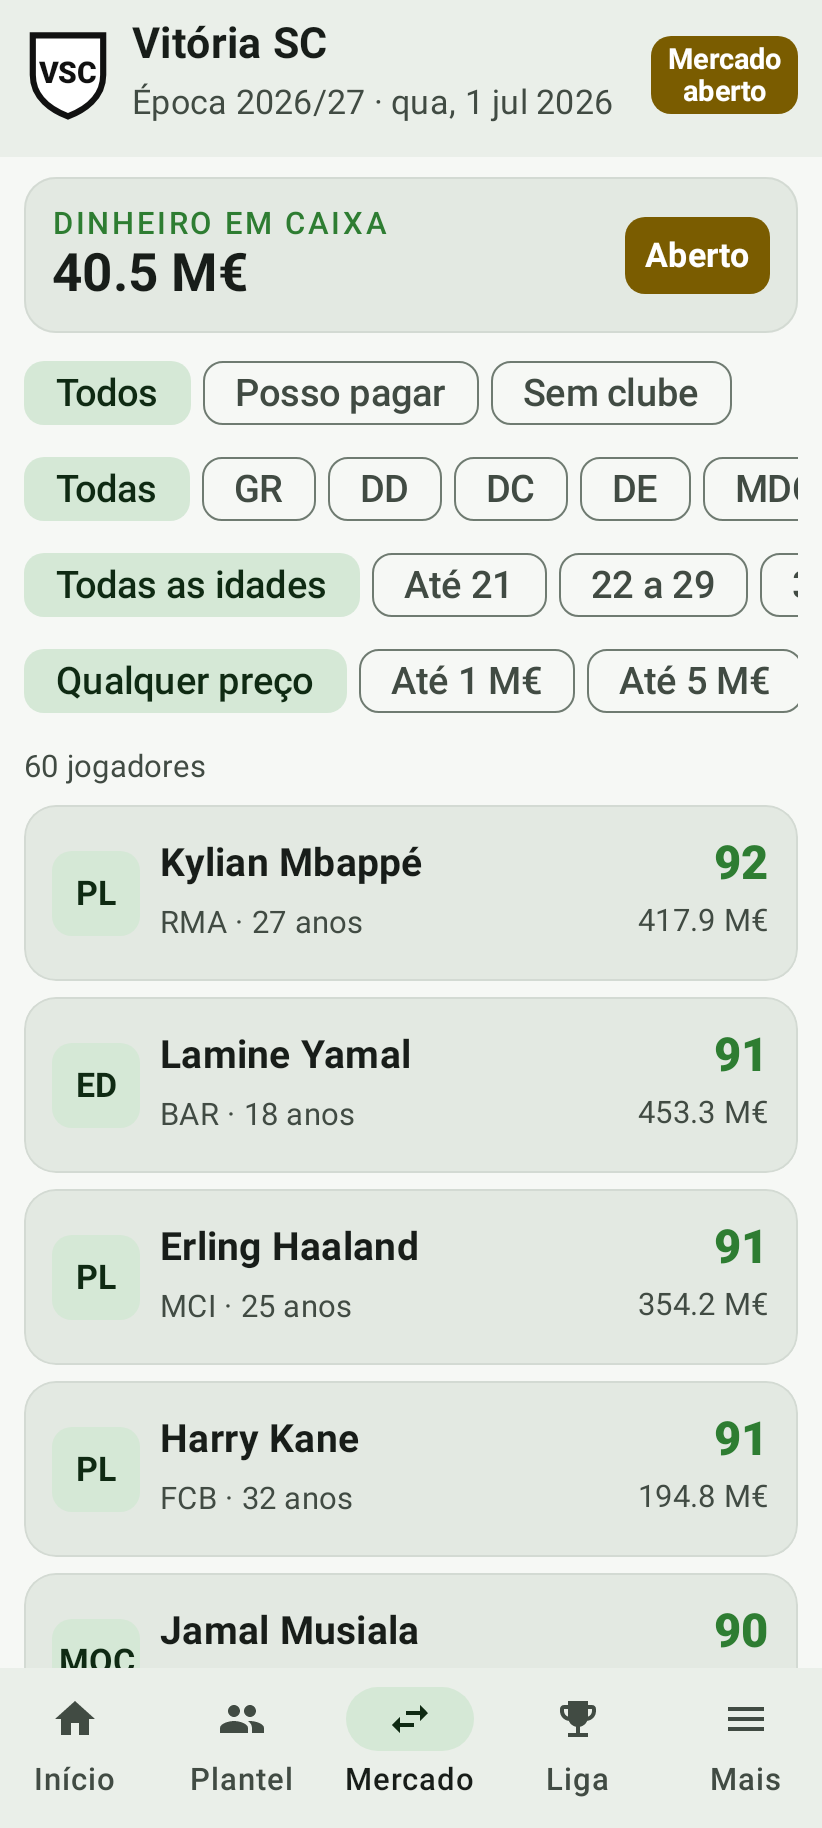 VSC
Vitória SC
Época 2026/27 · qua, 1 jul 2026
Mercado
aberto
DINHEIRO EM CAIXA
40.5 M€
Aberto
Todos
Posso pagar
Sem clube
Todas
GR
DD
DC
DE
Todas as idades
Até 21
22 a 29
Qualquer preço
Até 1 M€
Até 5 M€
60 jogadores
PL
Kylian Mbappé
92
RMA · 27 anos
417.9 M€
ED
Lamine Yamal
91
BAR · 18 anos
453.3 M€
PL
Erling Haaland
91
MCI · 25 anos
354.2 M€
PL
Harry Kane
91
FCB · 32 anos
194.8 M€
MOC
Jamal Musiala
90
Início
Plantel
Mercado
Liga
Mais